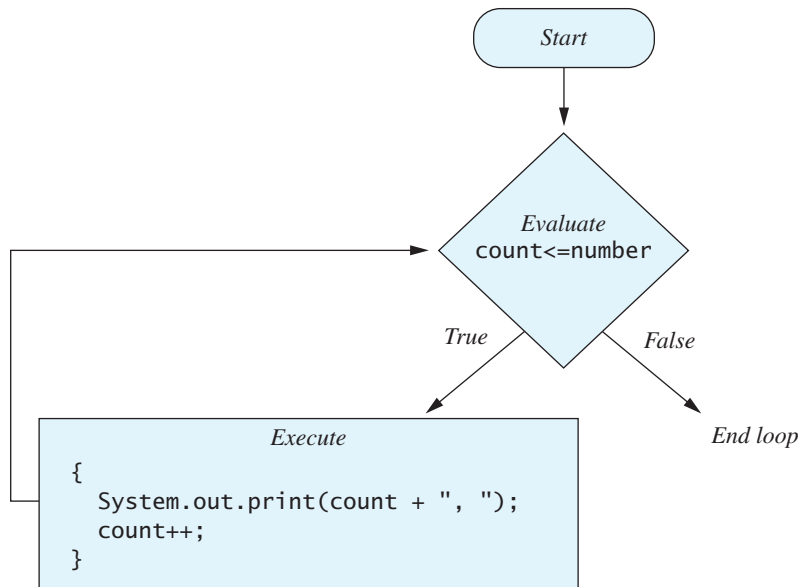 Start
Evaluate
count<=number
True
False
End loop
Execute
{
System.out.print(count + ", ");
count++;
}